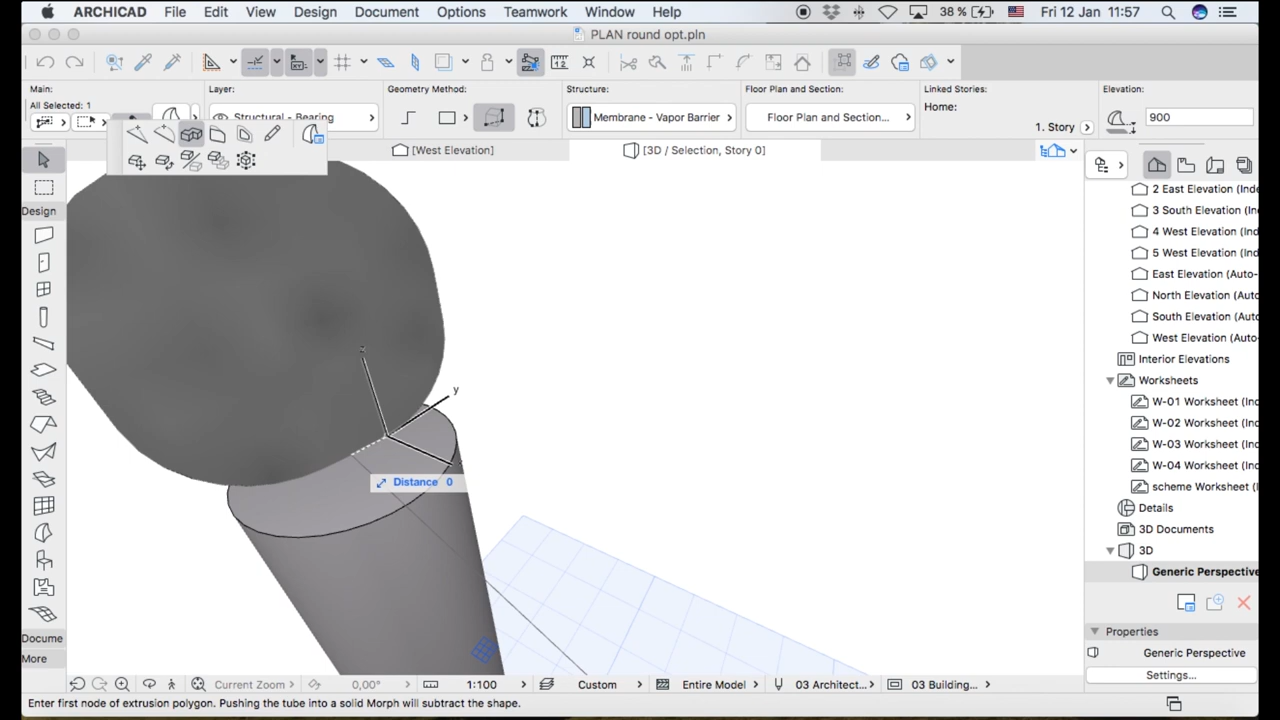 ARCHICAD File Edit View Design Document Options Teamwork Window Help 38 % Fri 12 Jan 11:57
PLAN round opt.pln
Main: Layer: Geometry Method: Structure: Floor Plan and Section: Linked Stories: Elevation:
All Selected: 1
Structural - Bearing
Membrane - Vapor Barrier
Floor Plan and Section...
Home:
1. Story
900
[West Elevation]
[3D / Selection, Story 0]
Design
2 East Elevation (Ind
3 South Elevation (In
4 West Elevation (Ind
5 West Elevation (Ind
East Elevation (Auto-
North Elevation (Auto
South Elevation (Auto
West Elevation (Auto-
Interior Elevations
Worksheets
W-01 Worksheet (Inc
W-02 Worksheet (Inc
W-03 Worksheet (Inc
W-04 Worksheet (Inc
scheme Worksheet (I
Details
3D Documents
3D
Generic Perspective
z
y
Distance 0
Docume
More
Properties
Generic Perspective
Settings...
Current Zoom 0,00° 1:100 Custom Entire Model 03 Architect... 03 Building...
Enter first node of extrusion polygon. Pushing the tube into a solid Morph will subtract the shape.